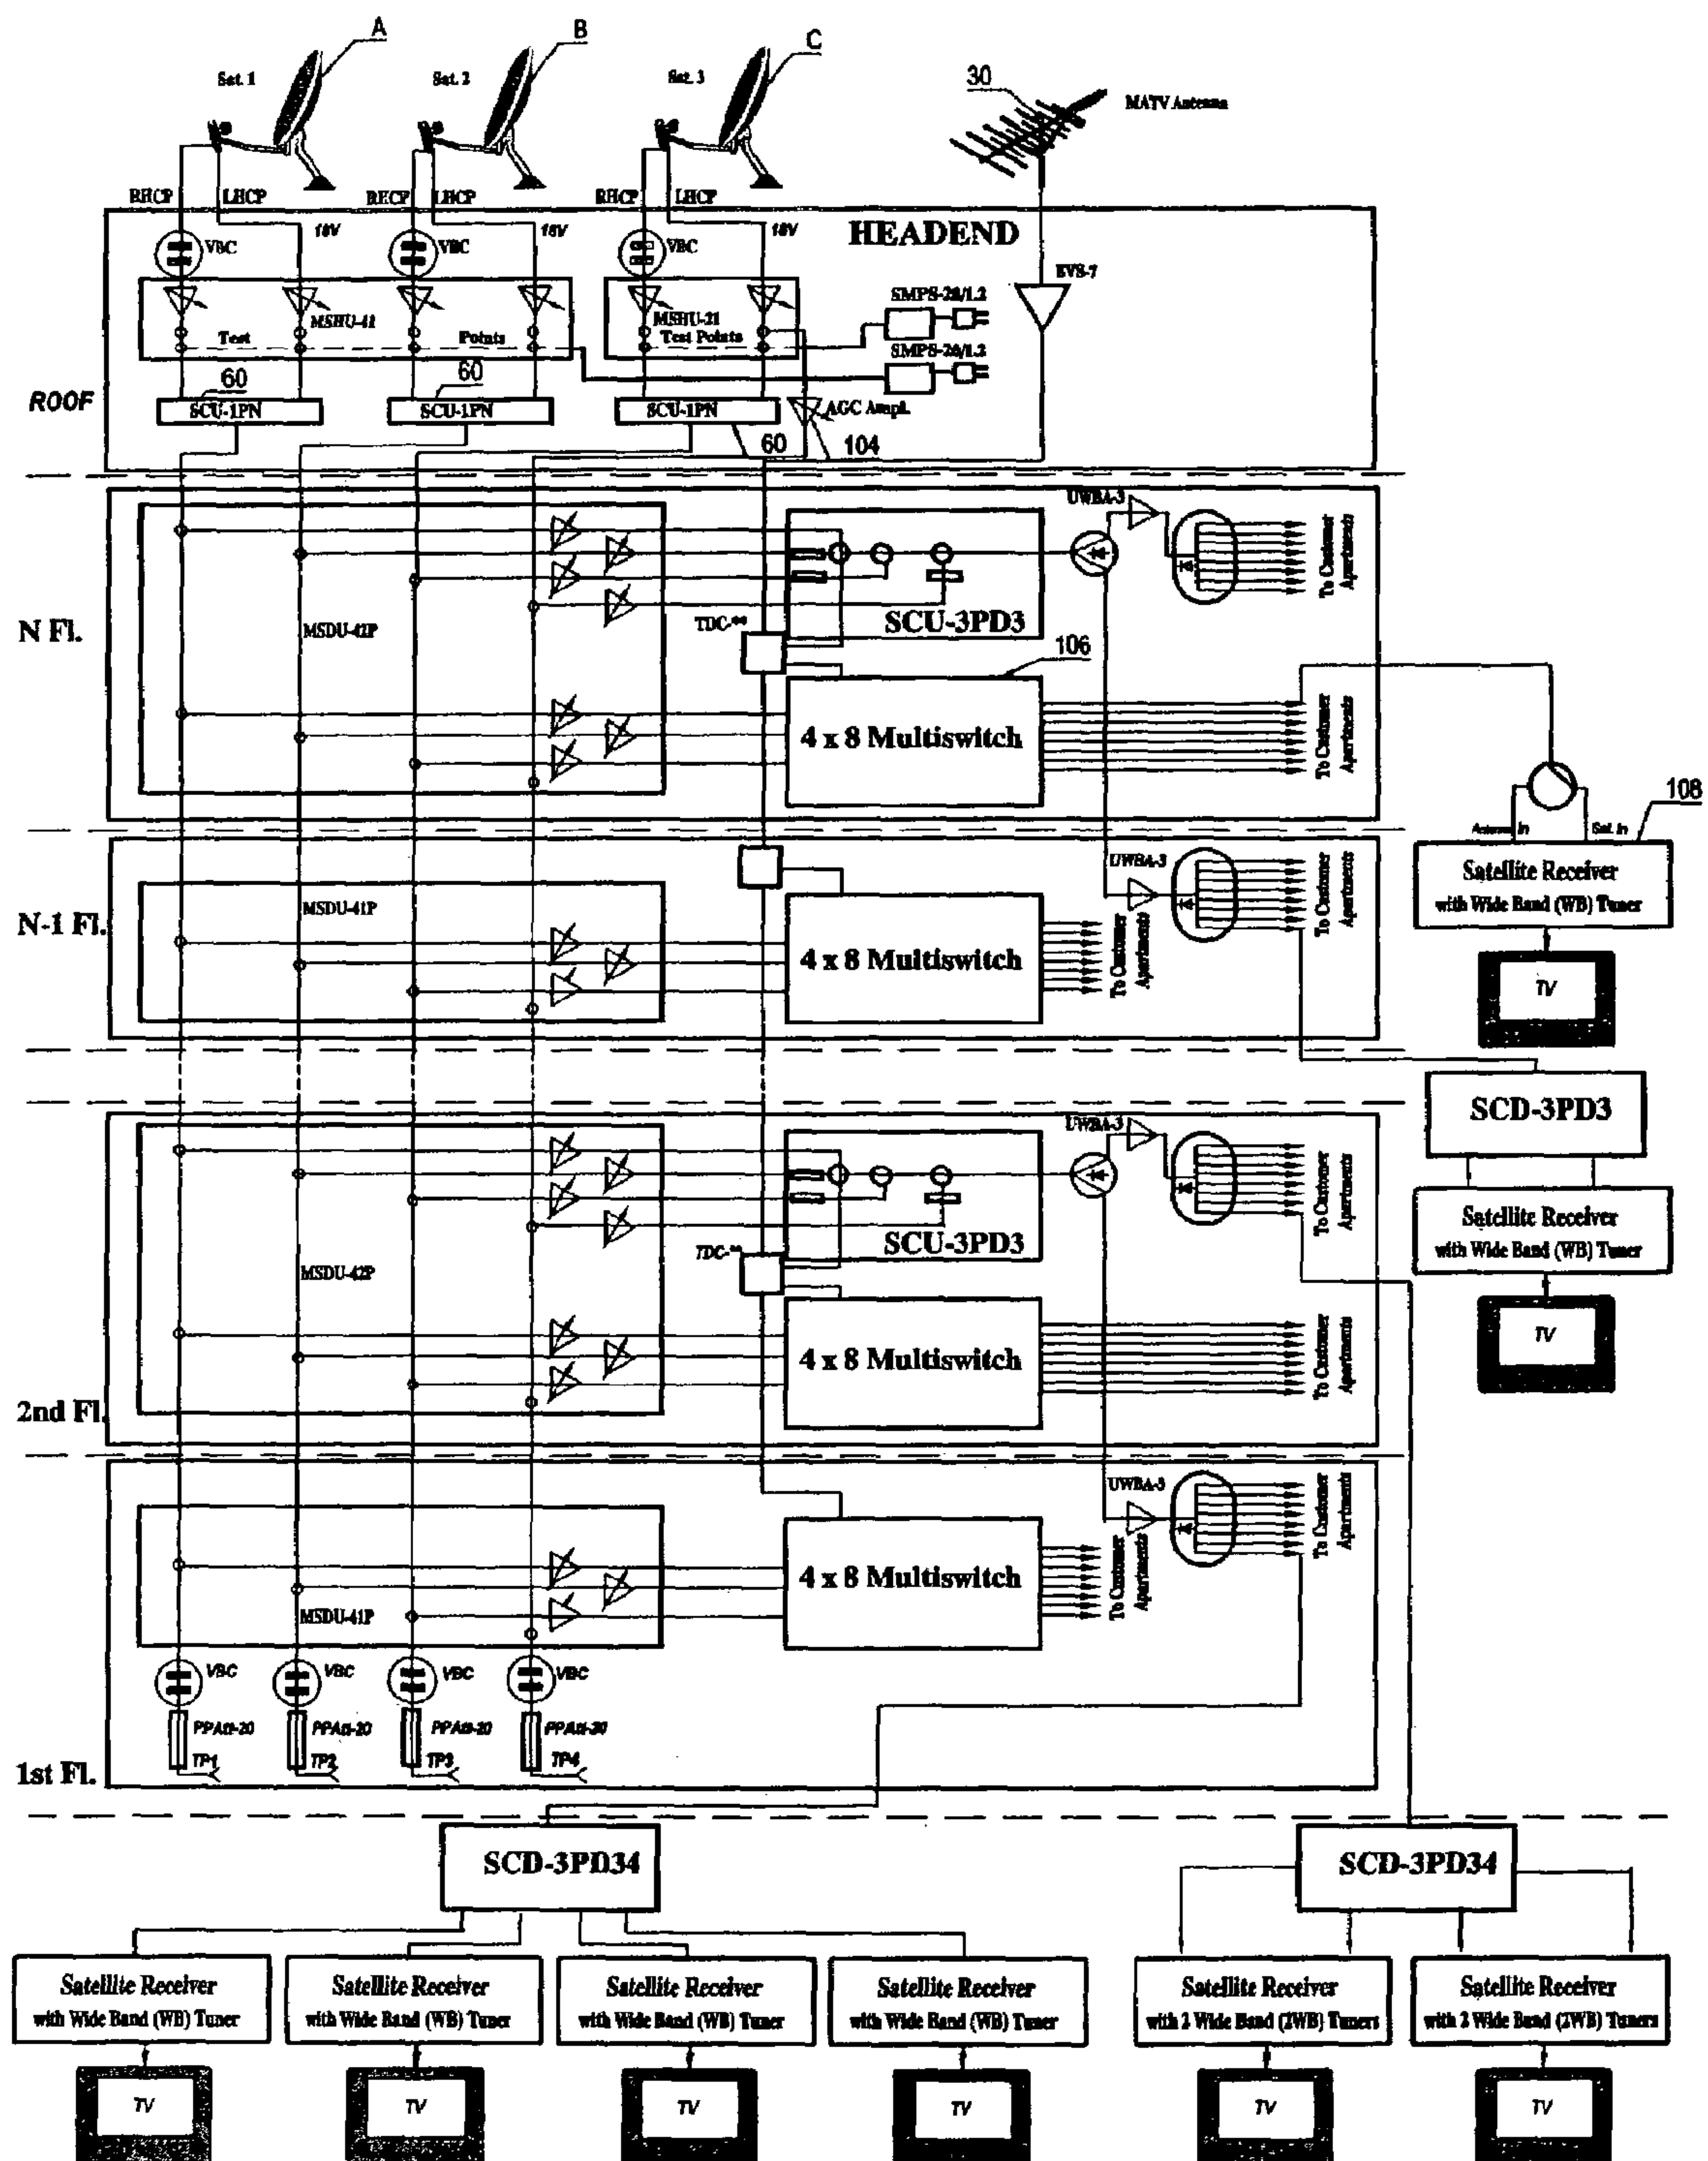 A
B
C
Sat. 1
Sat. 2
Sat. 3
30
MATV Antenna
RHCP
LHCP
RHCP
LHCP
RHCP
LHCP
HEADEND
18V
18V
18V
VBC
VBC
VBC
EVS-7
SMPS-20/1.2
MSHU-41
MSHU-21
Test
Points
Test Points
SMPS-20/1.2
60
60
ROOF
SCU-1PN
SCU-1PN
SCU-1PN
AGC Ampl.
60
104
UWBA-3
To Customer
Apartments
N Fl.
MSDU-42P
TDC-**
SCU-3PD3
106
4 x 8 Multiswitch
To Customer
Apartments
108
Antenna In
Sat. In
UWBA-3
Satellite Receiver
with Wide Band (WB) Tuner
N-1 Fl.
MSDU-41P
4 x 8 Multiswitch
To Customer
Apartments
To Customer
Apartments
TV
SCD-3PD3
UWBA-3
To Customer
Apartments
Satellite Receiver
with Wide Band (WB) Tuner
TDC-**
SCU-3PD3
MSDU-42P
TV
4 x 8 Multiswitch
To Customer
Apartments
2nd Fl.
UWBA-3
To Customer
Apartments
4 x 8 Multiswitch
To Customer
Apartments
MSDU-41P
VBC
VBC
VBC
VBC
PPAtt-20
PPAtt-20
PPAtt-20
PPAtt-20
1st Fl.
TP1
TP2
TP3
TP4
SCD-3PD34
SCD-3PD34
Satellite Receiver
with Wide Band (WB) Tuner
Satellite Receiver
with Wide Band (WB) Tuner
Satellite Receiver
with Wide Band (WB) Tuner
Satellite Receiver
with Wide Band (WB) Tuner
Satellite Receiver
with 2 Wide Band (2WB) Tuners
Satellite Receiver
with 2 Wide Band (2WB) Tuners
TV
TV
TV
TV
TV
TV